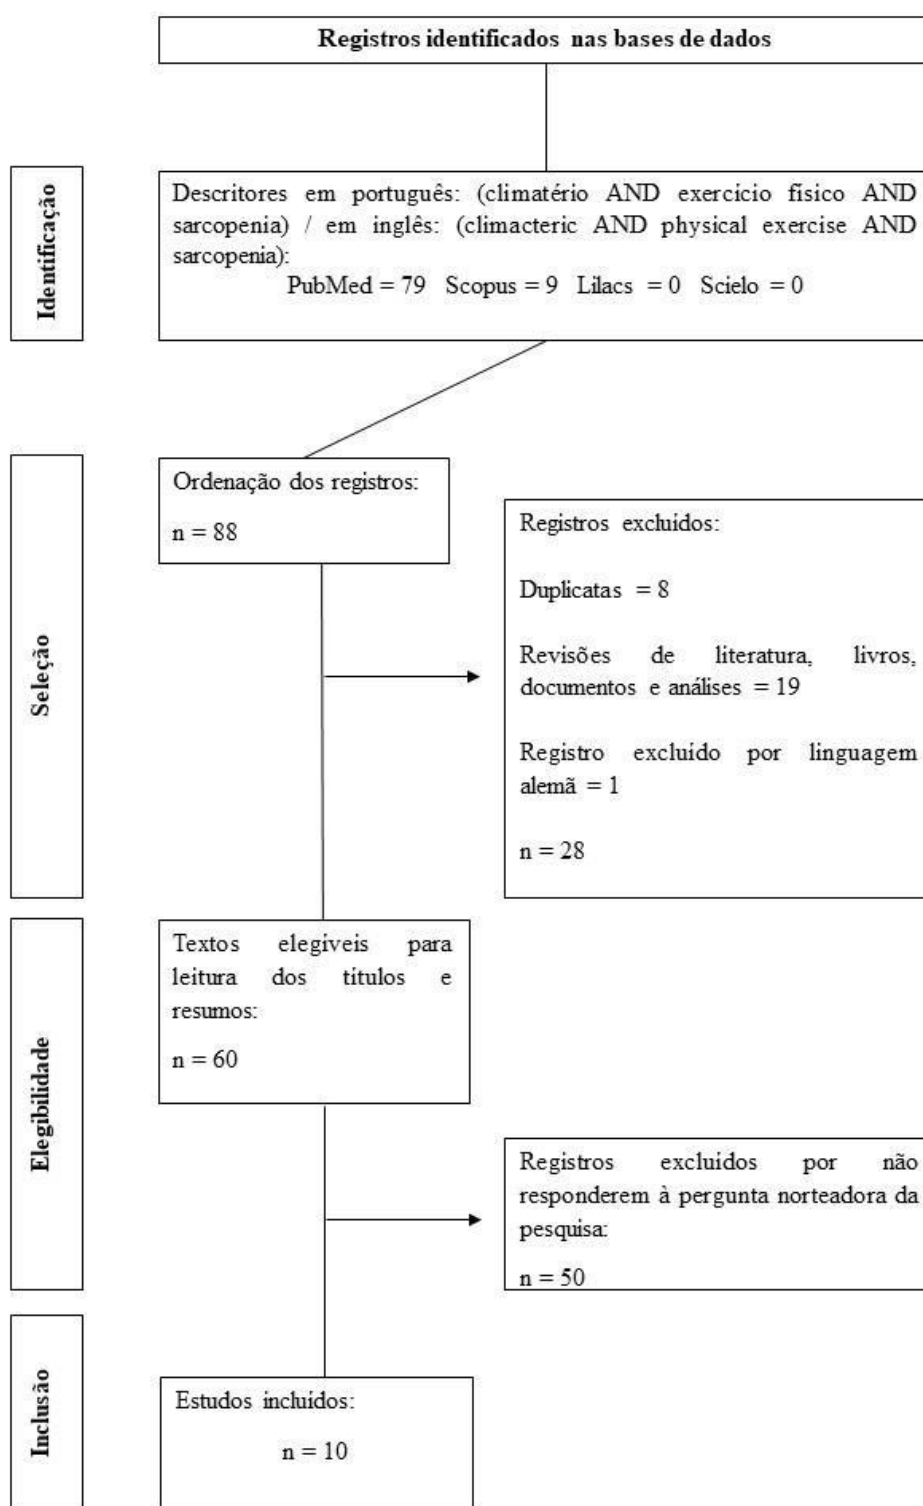 Registros identificados nas bases de dados
Identificação
Descritores em português: (climatério AND exercício físico AND
sarcopenia) / em inglês: (climacteric AND physical exercise AND
sarcopenia):
PubMed = 79 Scopus = 9 Lilacs = 0 Scielo = 0
Seleção
Ordenação dos registros:
n = 88
Registros excluídos:
Duplicatas = 8
Revisões de literatura, livros,
documentos e análises = 19
Registro excluído por linguagem
alemã = 1
n = 28
Elegibilidade
Textos elegíveis para
leitura dos títulos e
resumos:
n = 60
Registros excluídos por não
responderem à pergunta norteadora da
pesquisa:
n = 50
Inclusão
Estudos incluídos:
n = 10